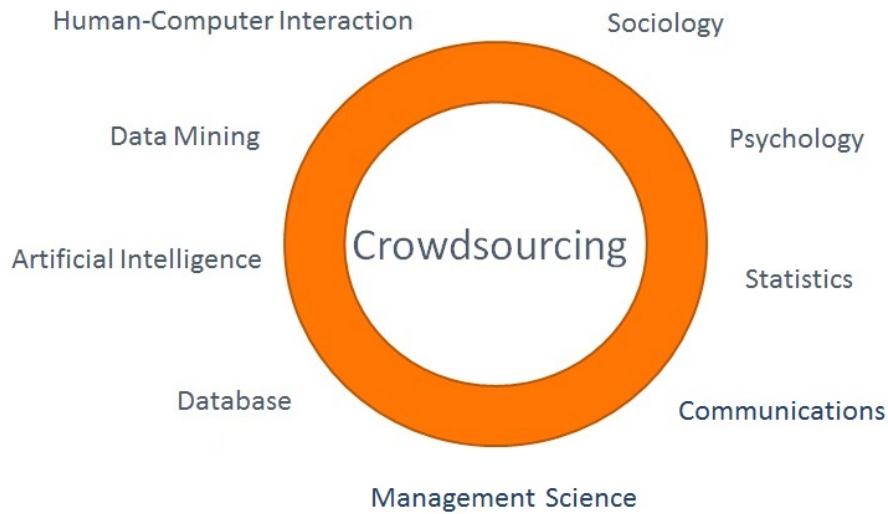 Human-Computer Interaction
Sociology
Data Mining
Psychology
Crowdsourcing
Artificial Intelligence
Statistics
Database
Communications
Management Science